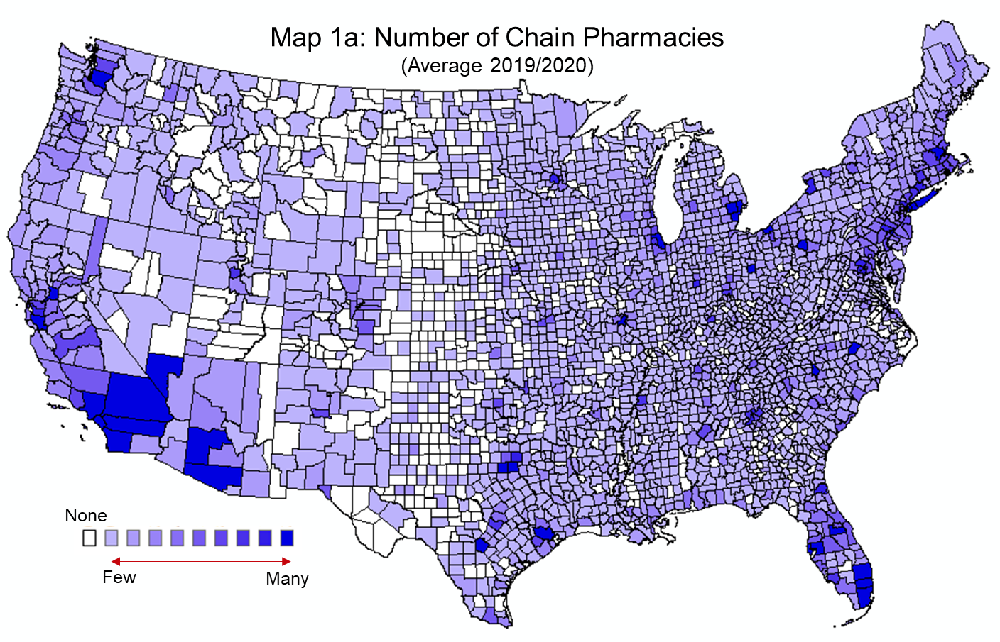 Map 1a: Number of Chain Pharmacies
(Average 2019/2020)
None
Few
Many